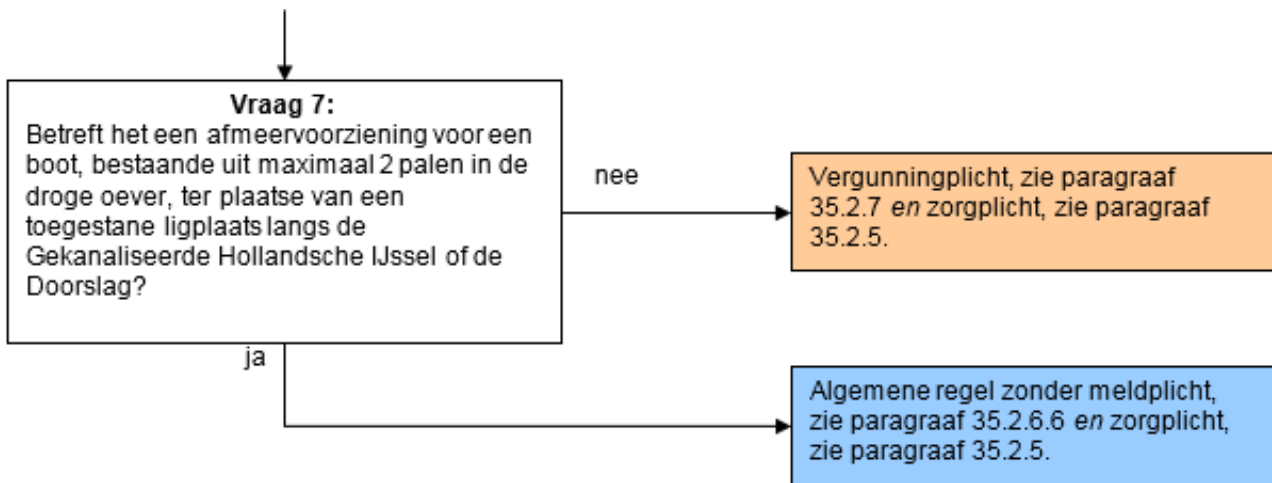 Vraag 7:
Betreft het een afmeervoorziening voor een
boot, bestaande uit maximaal 2 palen in de
droge oever, ter plaatse van een
toegestane ligplaats langs de
Gekanaliseerde Hollandsche IJssel of de
Doorslag?
nee
Vergunningplicht, zie paragraaf
35.2.7 en zorgplicht, zie paragraaf
35.2.5.
ja
Algemene regel zonder meldplicht,
zie paragraaf 35.2.6.6 en zorgplicht,
zie paragraaf 35.2.5.